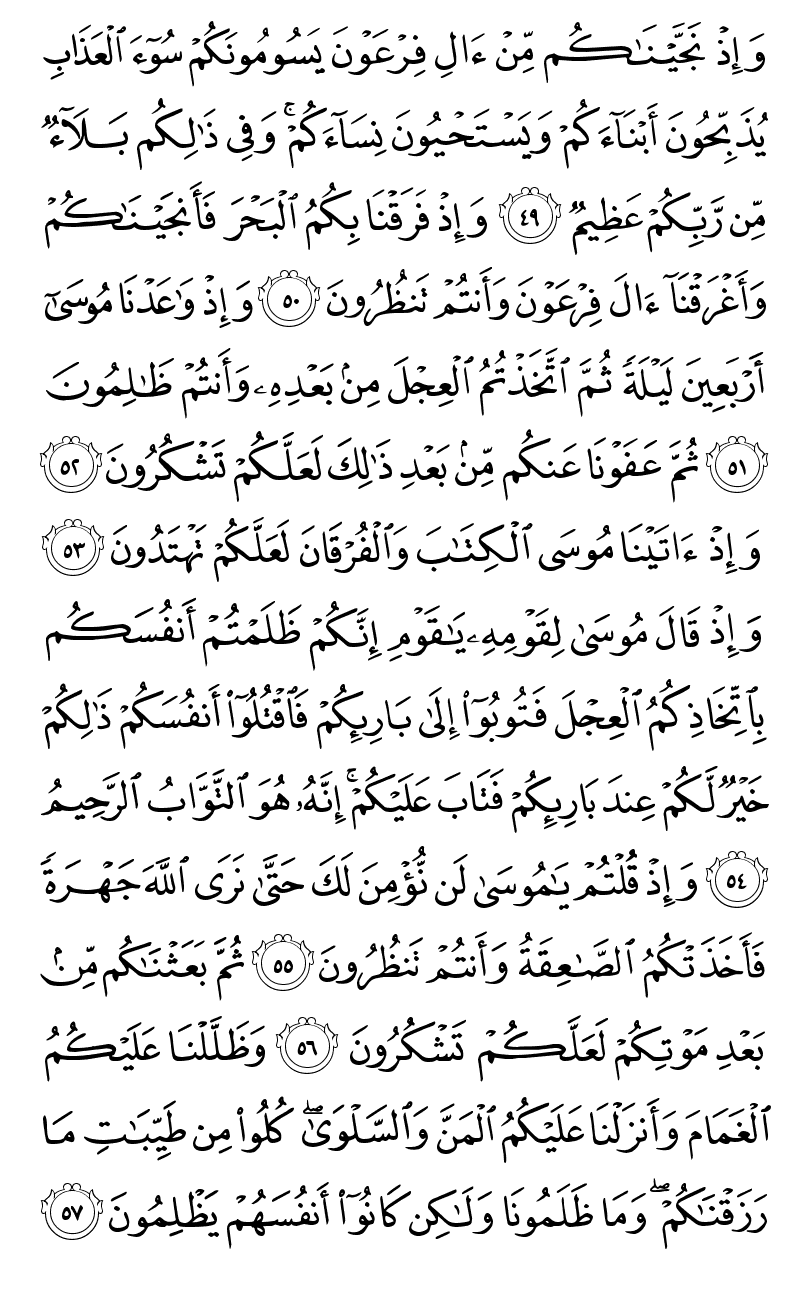 وَإِذۡ نَجَّيۡنَٰكُم مِّنۡ ءَالِ فِرۡعَوۡنَ يَسُومُونَكُمۡ سُوٓءَ ٱلۡعَذَابِ
يُذَبِّحُونَ أَبۡنَآءَكُمۡ وَيَسۡتَحۡيُونَ نِسَآءَكُمۡۚ وَفِي ذَٰلِكُم بَلَآءٞ
مِّن رَّبِّكُمۡ عَظِيمٞ ٤٩ وَإِذۡ فَرَقۡنَا بِكُمُ ٱلۡبَحۡرَ فَأَنجَيۡنَٰكُمۡ
وَأَغۡرَقۡنَآ ءَالَ فِرۡعَوۡنَ وَأَنتُمۡ تَنظُرُونَ ٥٠ وَإِذۡ وَٰعَدۡنَا مُوسَىٰٓ
أَرۡبَعِينَ لَيۡلَةٗ ثُمَّ ٱتَّخَذۡتُمُ ٱلۡعِجۡلَ مِنۢ بَعۡدِهِۦ وَأَنتُمۡ ظَٰلِمُونَ
٥١ ثُمَّ عَفَوۡنَا عَنكُم مِّنۢ بَعۡدِ ذَٰلِكَ لَعَلَّكُمۡ تَشۡكُرُونَ ٥٢
وَإِذۡ ءَاتَيۡنَا مُوسَى ٱلۡكِتَٰبَ وَٱلۡفُرۡقَانَ لَعَلَّكُمۡ تَهۡتَدُونَ ٥٣
وَإِذۡ قَالَ مُوسَىٰ لِقَوۡمِهِۦ يَٰقَوۡمِ إِنَّكُمۡ ظَلَمۡتُمۡ أَنفُسَكُم
بِٱتِّخَاذِكُمُ ٱلۡعِجۡلَ فَتُوبُوٓاْ إِلَىٰ بَارِئِكُمۡ فَٱقۡتُلُوٓاْ أَنفُسَكُمۡ ذَٰلِكُمۡ
خَيۡرٞ لَّكُمۡ عِندَ بَارِئِكُمۡ فَتَابَ عَلَيۡكُمۡۚ إِنَّهُۥ هُوَ ٱلتَّوَّابُ ٱلرَّحِيمُ
٥٤ وَإِذۡ قُلۡتُمۡ يَٰمُوسَىٰ لَن نُّؤۡمِنَ لَكَ حَتَّىٰ نَرَى ٱللَّهَ جَهۡرَةٗ
فَأَخَذَتۡكُمُ ٱلصَّٰعِقَةُ وَأَنتُمۡ تَنظُرُونَ ٥٥ ثُمَّ بَعَثۡنَٰكُم مِّنۢ
بَعۡدِ مَوۡتِكُمۡ لَعَلَّكُمۡ تَشۡكُرُونَ ٥٦ وَظَلَّلۡنَا عَلَيۡكُمُ
ٱلۡغَمَامَ وَأَنزَلۡنَا عَلَيۡكُمُ ٱلۡمَنَّ وَٱلسَّلۡوَىٰۖ كُلُواْ مِن طَيِّبَٰتِ مَا
رَزَقۡنَٰكُمۡۖ وَمَا ظَلَمُونَا وَلَٰكِن كَانُوٓاْ أَنفُسَهُمۡ يَظۡلِمُونَ ٥٧